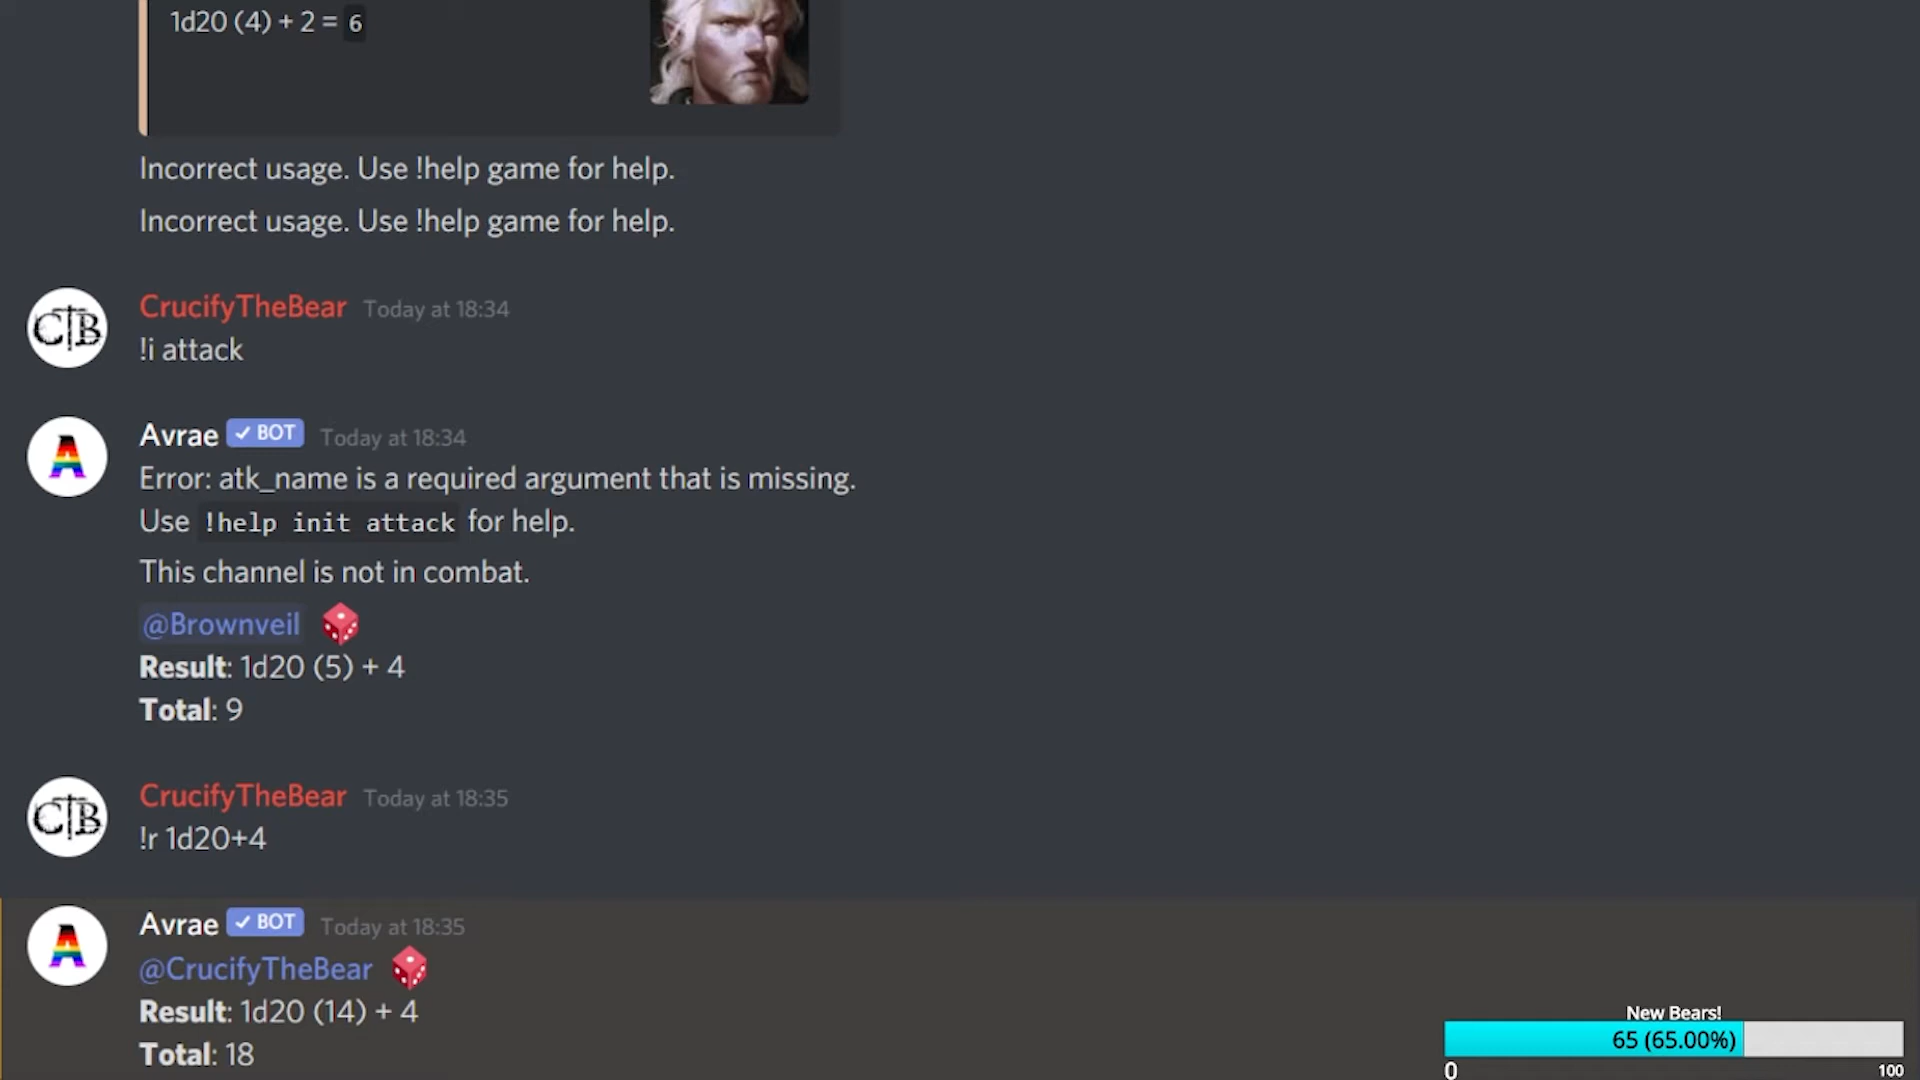 1d20 (4) + 2 = 6
Incorrect usage. Use !help game for help.
Incorrect usage. Use !help game for help.
CTB
CrucifyTheBear Today at 18:34
!i attack
A
Avrae ✓ BOT Today at 18:34
Error: atk_name is a required argument that is missing.
Use !help init attack for help.
This channel is not in combat.
@Brownveil
Result: 1d20 (5) + 4
Total: 9
CTB
CrucifyTheBear Today at 18:35
!r 1d20+4
A
Avrae ✓ BOT Today at 18:35
@CrucifyTheBear
Result: 1d20 (14) + 4
Total: 18
New Bears!
65 (65.00%)
0 100